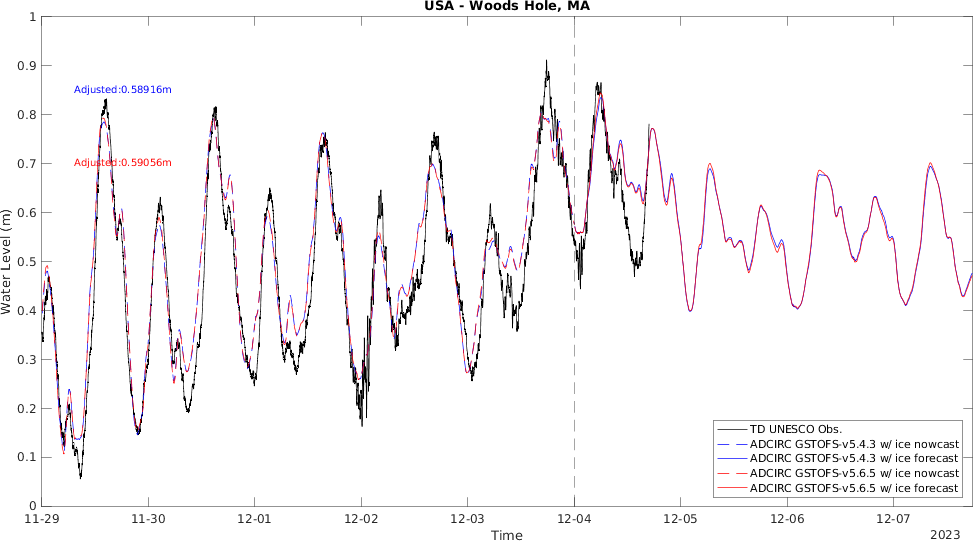 USA - Woods Hole, MA
1
0.9
0.8
0.7
0.6
0.5
0.4
0.3
0.2
0.1
0
Water Level (m)
Adjusted:0.58916m
Adjusted:0.59056m
TD UNESCO Obs.
ADCIRC GSTOFS-v5.4.3 w/ ice nowcast
ADCIRC GSTOFS-v5.4.3 w/ ice forecast
ADCIRC GSTOFS-v5.6.5 w/ ice nowcast
ADCIRC GSTOFS-v5.6.5 w/ ice forecast
11-29 11-30 12-01 12-02 12-03 12-04 12-05 12-06 12-07
Time
2023